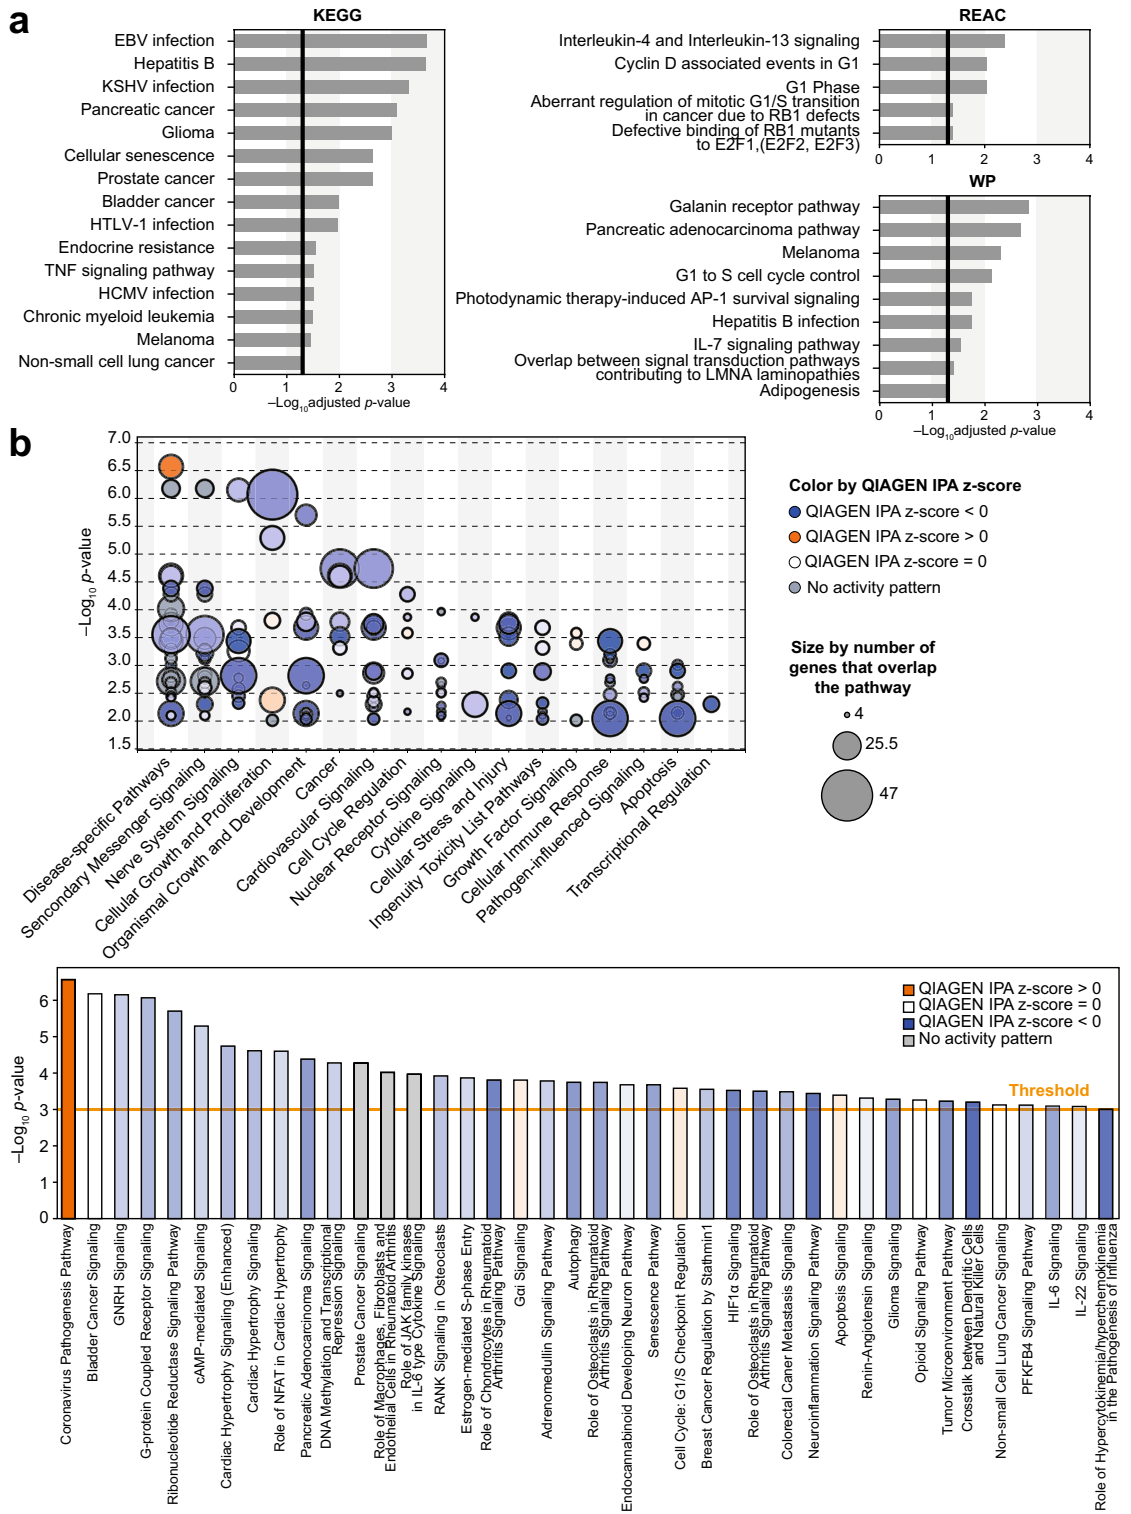 a
KEGG
EBV infection
Hepatitis B
KSHV infection
Pancreatic cancer
Glioma
Cellular senescence
Prostate cancer
Bladder cancer
HTLV-1 infection
Endocrine resistance
TNF signaling pathway
HCMV infection
Chronic myeloid leukemia
Melanoma
Non-small cell lung cancer
0 1 2 3 4
–Log10 adjusted p-value
REAC
Interleukin-4 and Interleukin-13 signaling
Cyclin D associated events in G1
G1 Phase
Aberrant regulation of mitotic G1/S transition
in cancer due to RB1 defects
Defective binding of RB1 mutants
to E2F1,(E2F2, E2F3)
0 1 2 3 4
WP
Galanin receptor pathway
Pancreatic adenocarcinoma pathway
Melanoma
G1 to S cell cycle control
Photodynamic therapy-induced AP-1 survival signaling
Hepatitis B infection
IL-7 signaling pathway
Overlap between signal transduction pathways
contributing to LMNA laminopathies
Adipogenesis
0 1 2 3 4
–Log10 adjusted p-value
b
–Log10 p-value
7.0
6.5
6.0
5.5
5.0
4.5
4.0
3.5
3.0
2.5
2.0
1.5
Disease-specific Pathways
Sencondary Messenger Signaling
Nerve System Signaling
Cellular Growth and Proliferation
Organismal Growth and Development
Cancer
Cardiovascular Signaling
Cell Cycle Regulation
Nuclear Receptor Signaling
Cytokine Signaling
Cellular Stress and Injury
Ingenuity Toxicity List Pathways
Growth Factor Signaling
Cellular Immune Response
Pathogen-influenced Signaling
Apoptosis
Transcriptional Regulation
Color by QIAGEN IPA z-score
QIAGEN IPA z-score < 0
QIAGEN IPA z-score > 0
QIAGEN IPA z-score = 0
No activity pattern
Size by number of
genes that overlap
the pathway
4
25.5
47
–Log10 p-value
6
5
4
3
2
1
0
QIAGEN IPA z-score > 0
QIAGEN IPA z-score = 0
QIAGEN IPA z-score < 0
No activity pattern
Threshold
Coronavirus Pathogenesis Pathway
Bladder Cancer Signaling
GNRH Signaling
G-protein Coupled Receptor Signaling
Ribonucleotide Reductase Signaling Pathway
cAMP-mediated Signaling
Cardiac Hypertrophy Signaling (Enhanced)
Cardiac Hypertrophy Signaling
Role of NFAT in Cardiac Hypertrophy
Pancreatic Adenocarcinoma Signaling
DNA Methylation and Transcriptional
Repression Signaling
Prostate Cancer Signaling
Role of Macrophages, Fibroblasts and
Endothelial Cells in Rheumatoid Arthritis
Role of JAK family kinases
in IL-6 type Cytokine Signaling
RANK Signaling in Osteoclasts
Estrogen-mediated S-phase Entry
Role of Chondrocytes in Rheumatoid
Arthritis Signaling Pathway
Gαi Signaling
Adrenomedullin Signaling Pathway
Autophagy
Role of Osteoclasts in Rheumatoid
Arthritis Signaling Pathway
Endocannabinoid Developing Neuron Pathway
Senescence Pathway
Cell Cycle: G1/S Checkpoint Regulation
Breast Cancer Regulation by Stathmin1
HIF1α Signaling
Role of Osteoclasts in Rheumatoid
Arthritis Signaling Pathway
Colorectal Caner Metastasis Signaling
Neuroinflammation Signaling Pathway
Apoptosis Signaling
Renin-Angiotensin Signaling
Glioma Signaling
Opioid Signaling Pathway
Tumor Microenvironment Pathway
Crosstalk between Dendritic Cells
and Natural Killer Cells
Non-small Cell Lung Cancer Signaling
PFKFB4 Signaling Pathway
IL-6 Signaling
IL-22 Signaling
Role of Hypercytokinemia/hyperchemokinemia
in the Pathogenesis of Influenza